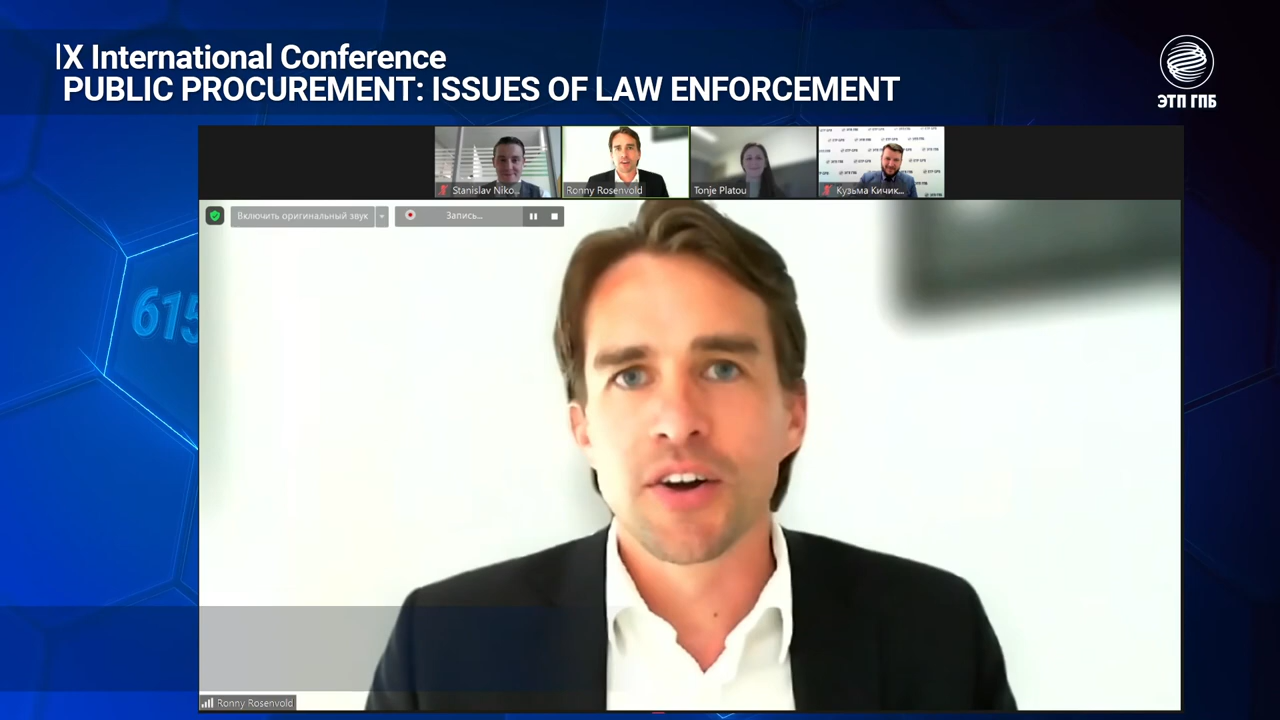 IX International Conference
PUBLIC PROCUREMENT: ISSUES OF LAW ENFORCEMENT
ЭТП ГПБ
Stanislav Niko...
Ronny Rosenvold
Tonje Platou
Кузьма Кичик...
Включить оригинальный звук
Запись...
615
Ronny Rosenvold